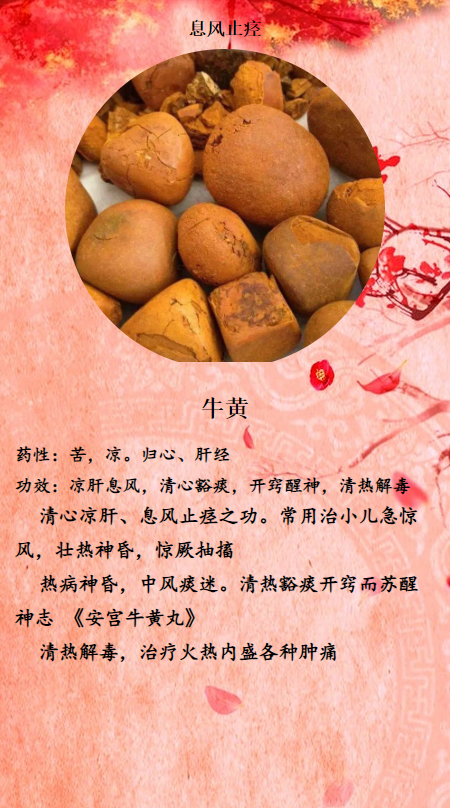 息风止痉
牛黄
药性：苦，凉。归心、肝经
功效：凉肝息风，清心豁痰，开窍醒神，清热解毒
清心凉肝、息风止痉之功。常用治小儿急惊
风，壮热神昏，惊厥抽搐
热病神昏，中风痰迷。清热豁痰开窍而苏醒
神志 《安宫牛黄丸》
清热解毒，治疗火热内盛各种肿痛